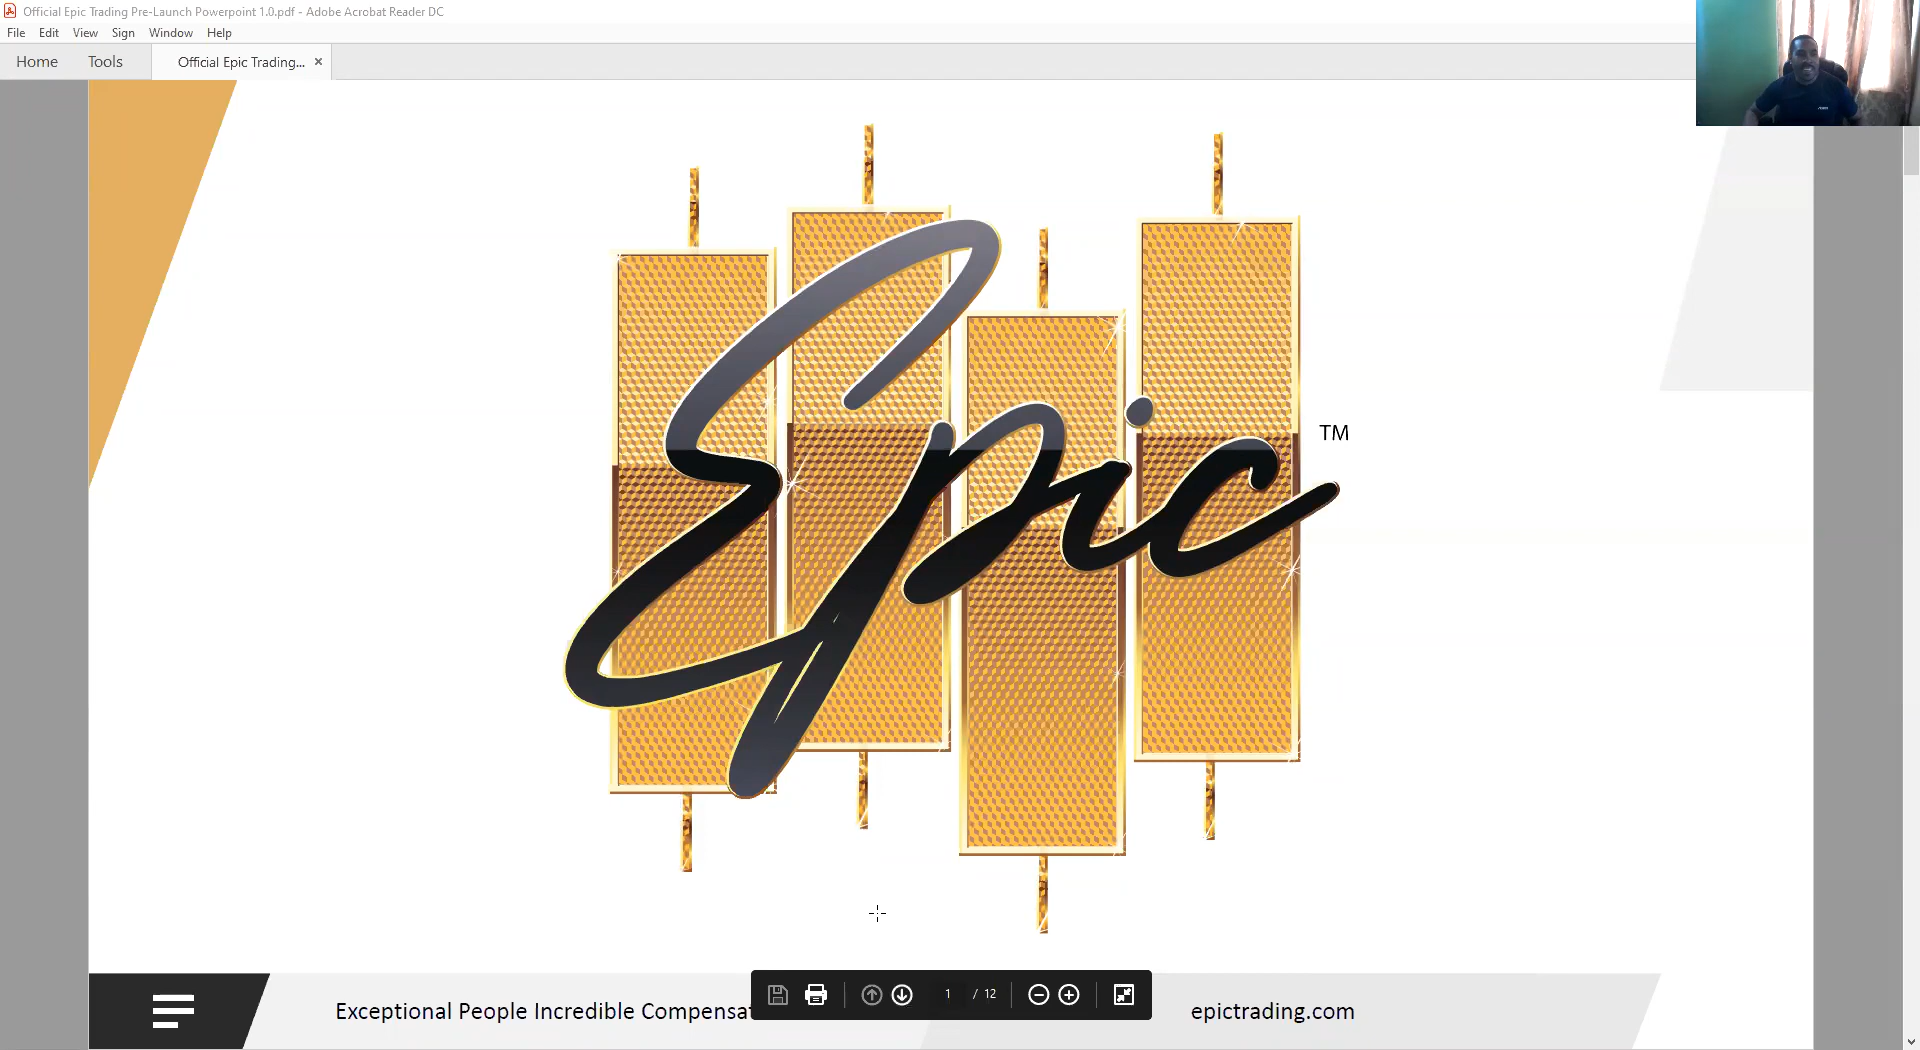 Official Epic Trading Pre-Launch Powerpoint 1.0.pdf - Adobe Acrobat Reader DC
File Edit View Sign Window Help
Home Tools Official Epic Trading... ×
Epic
TM
1 / 12
Exceptional People Incredible Compensat
epictrading.com